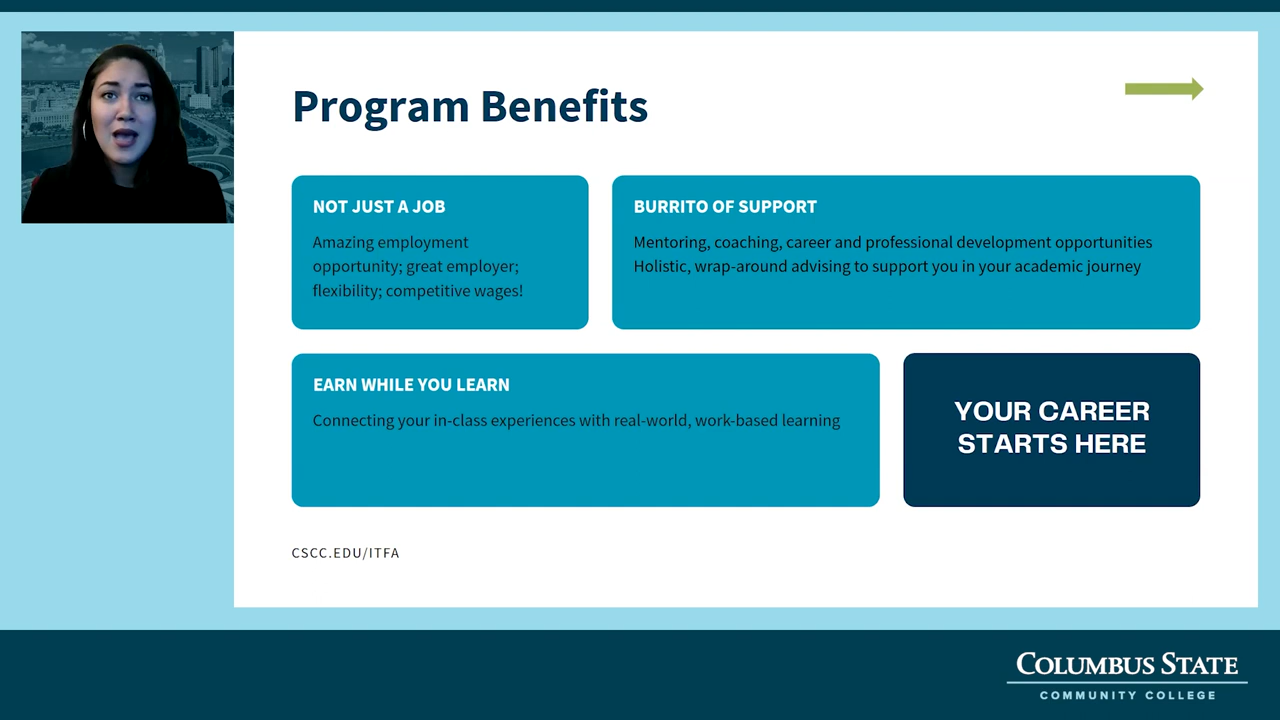 Program Benefits
NOT JUST A JOB
Amazing employment
opportunity; great employer;
flexibility; competitive wages!
BURRITO OF SUPPORT
Mentoring, coaching, career and professional development opportunities
Holistic, wrap-around advising to support you in your academic journey
EARN WHILE YOU LEARN
Connecting your in-class experiences with real-world, work-based learning
YOUR CAREER
STARTS HERE
CSCC.EDU/ITFA
COLUMBUS STATE
COMMUNITY COLLEGE